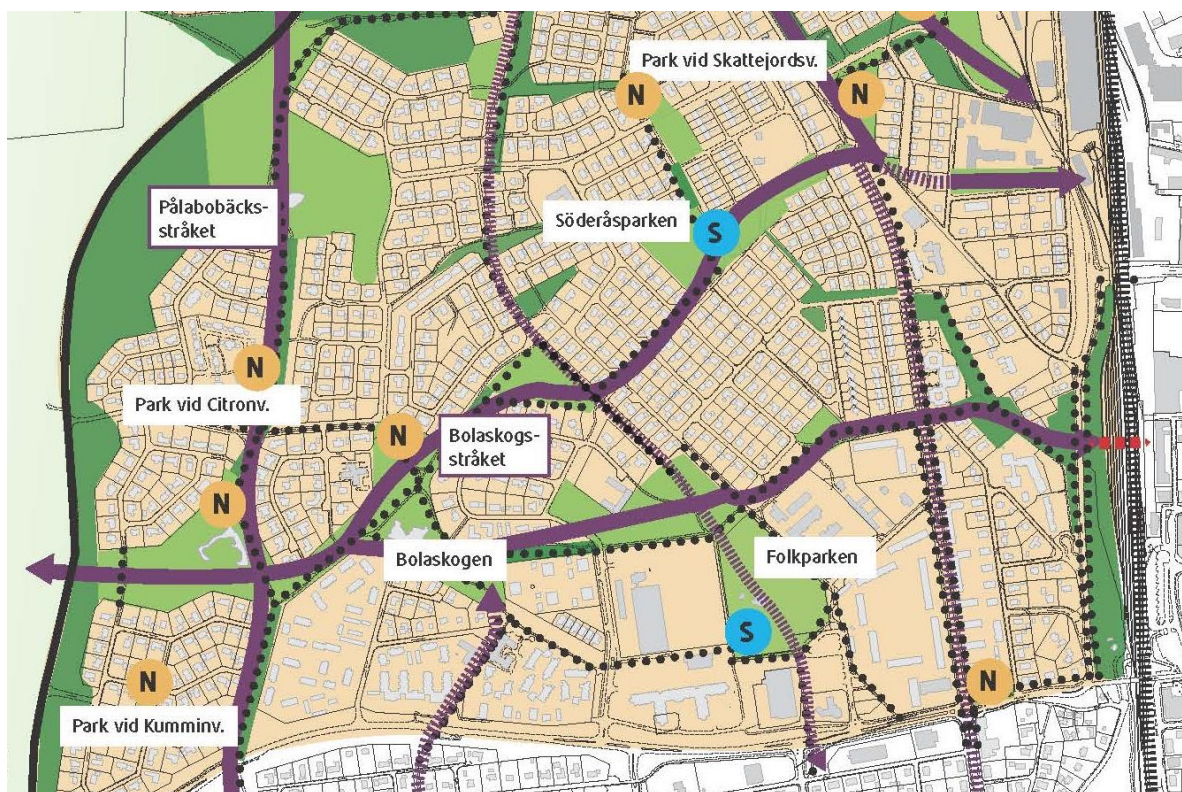 Park vid Skattejordsv.
N
N
Pålabobäcks-
stråket
Söderåsparken
S
N
Park vid Citronv.
N
Bolaskogs-
stråket
N
Bolaskogen
Folkparken
S
N
N
Park vid Kumminv.